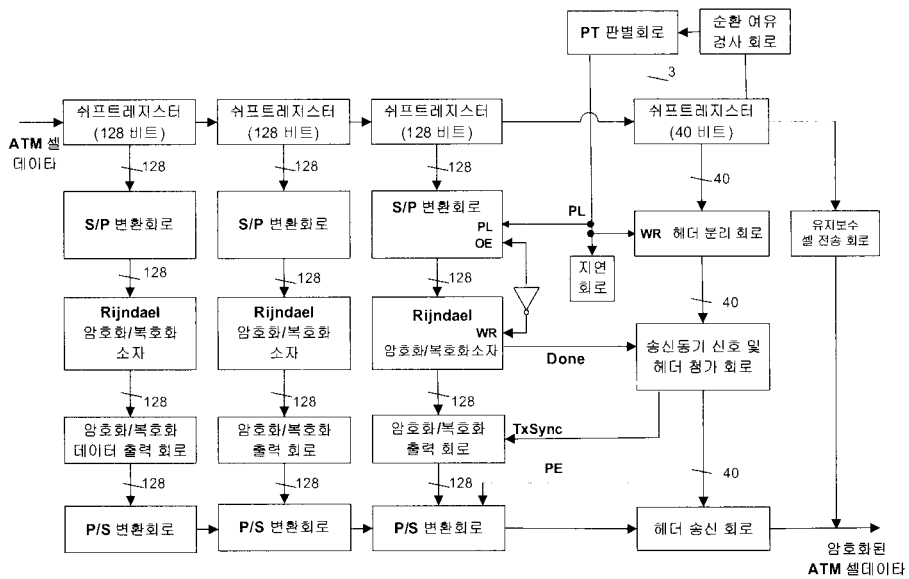 PT 판별회로
순환 여유
검사 회로
3
쉬프트레지스터
(128 비트)
쉬프트레지스터
(128 비트)
쉬프트레지스터
(128 비트)
쉬프트레지스터
(40 비트)
ATM 셀
데이타
128
128
128
40
S/P 변환회로
S/P 변환회로
S/P 변환회로
PL
OE
PL
WR 헤더 분리 회로
유지보수
셀 전송 회로
지연
회로
128
128
128
40
Rijndael
암호화/복호화
소자
Rijndael
암호화/복호화
소자
Rijndael
WR
암호화/복호화소자
Done
송신동기 신호 및
헤더 첨가 회로
128
128
128
암호화/복호화
데이터 출력 회로
암호화/복호화
출력 회로
암호화/복호화
출력 회로
TxSync
PE
40
128
128
128
P/S 변환회로
P/S 변환회로
P/S 변환회로
헤더 송신 회로
암호화된
ATM 셀데이타